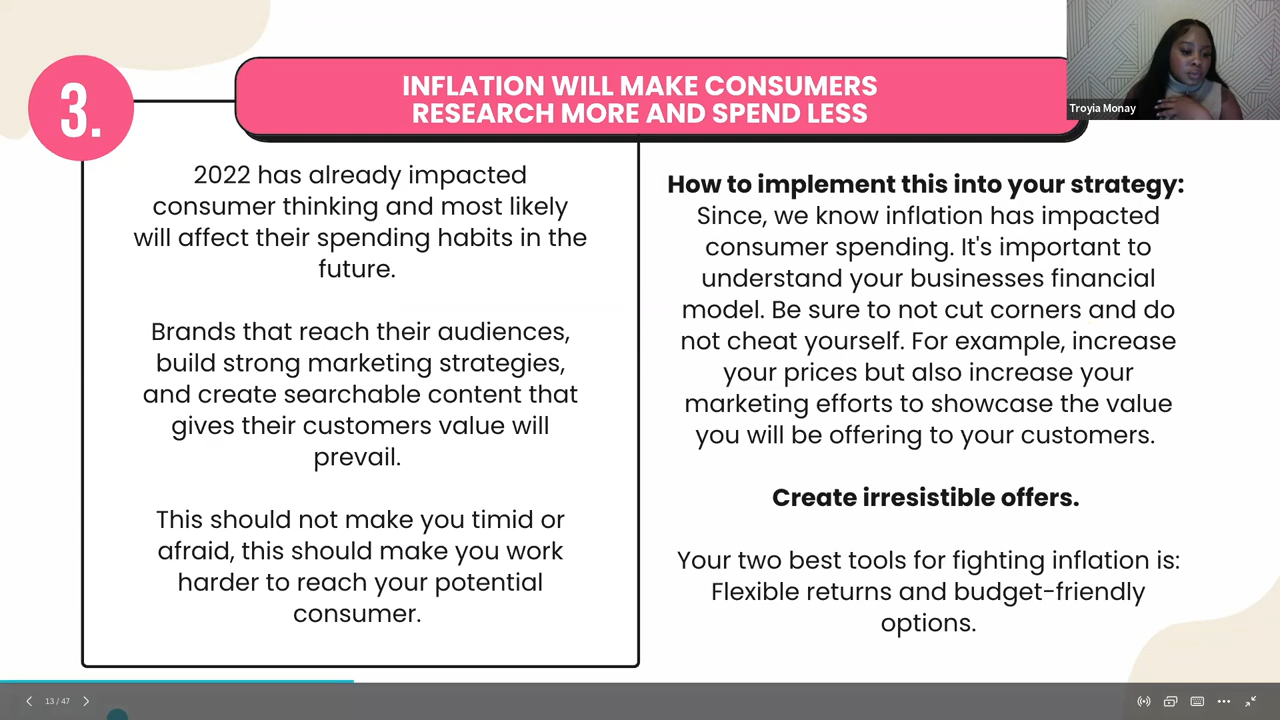 3.
INFLATION WILL MAKE CONSUMERS
RESEARCH MORE AND SPEND LESS
Troyia Monay
2022 has already impacted
consumer thinking and most likely
will affect their spending habits in the
future.
Brands that reach their audiences,
build strong marketing strategies,
and create searchable content that
gives their customers value will
prevail.
This should not make you timid or
afraid, this should make you work
harder to reach your potential
consumer.
How to implement this into your strategy:
Since, we know inflation has impacted
consumer spending. It's important to
understand your businesses financial
model. Be sure to not cut corners and do
not cheat yourself. For example, increase
your prices but also increase your
marketing efforts to showcase the value
you will be offering to your customers.
Create irresistible offers.
Your two best tools for fighting inflation is:
Flexible returns and budget-friendly
options.
13 / 47